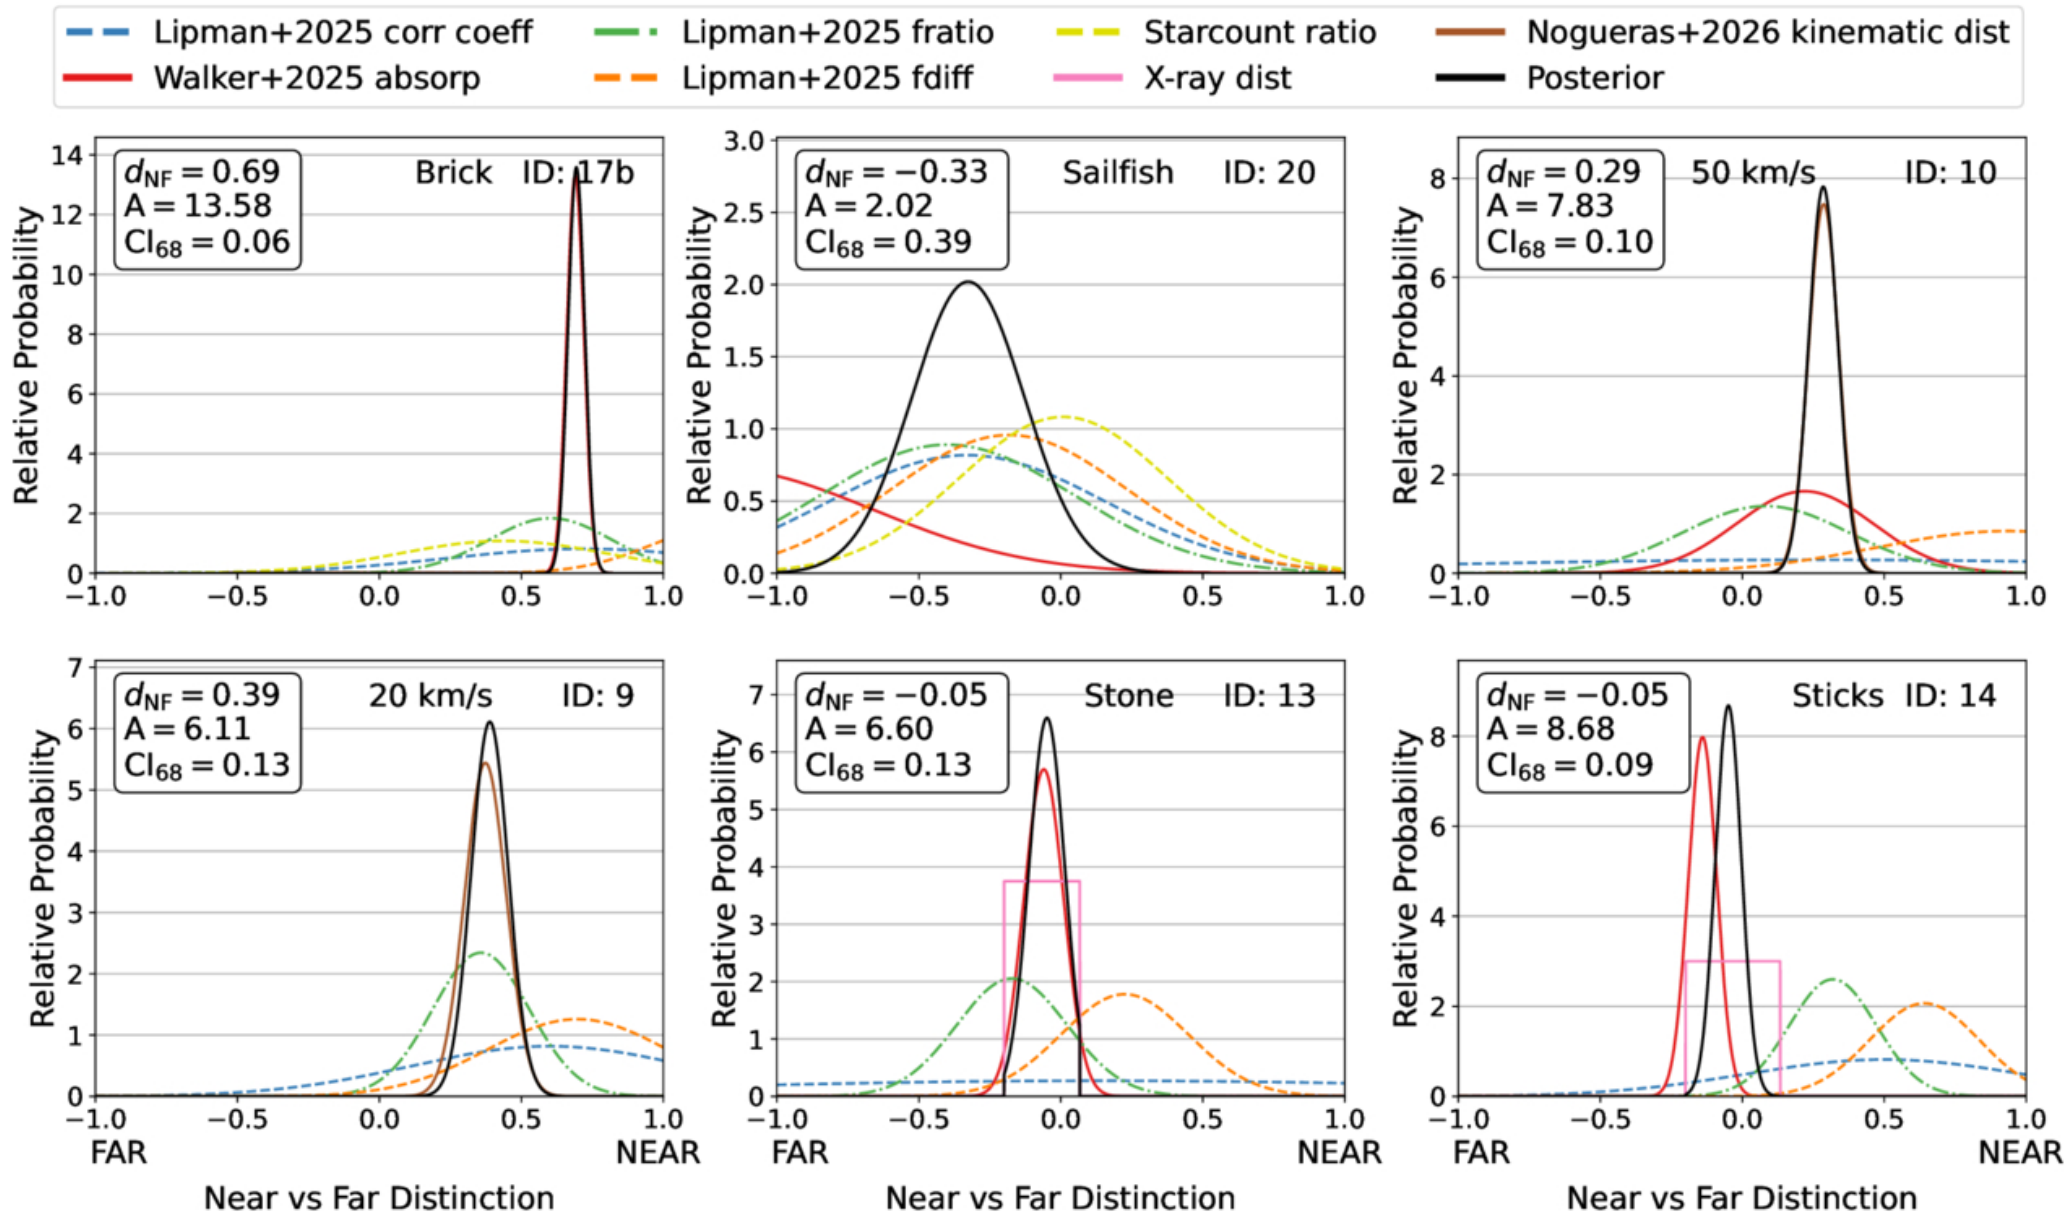 Lipman+2025 corr coeff Lipman+2025 fratio Starcount ratio Nogueras+2026 kinematic dist
Walker+2025 absorp Lipman+2025 fdiff X-ray dist Posterior
Relative Probability
14
12
10
8
6
4
2
0
−1.0 −0.5 0.0 0.5 1.0
d_NF = 0.69
A = 13.58
CI_68 = 0.06
Brick ID: 17b
Relative Probability
3.0
2.5
2.0
1.5
1.0
0.5
0.0
−1.0 −0.5 0.0 0.5 1.0
d_NF = −0.33
A = 2.02
CI_68 = 0.39
Sailfish ID: 20
Relative Probability
8
6
4
2
0
−1.0 −0.5 0.0 0.5 1.0
d_NF = 0.29
A = 7.83
CI_68 = 0.10
50 km/s ID: 10
Relative Probability
7
6
5
4
3
2
1
0
−1.0 −0.5 0.0 0.5 1.0
FAR NEAR
Near vs Far Distinction
d_NF = 0.39
A = 6.11
CI_68 = 0.13
20 km/s ID: 9
Relative Probability
7
6
5
4
3
2
1
0
−1.0 −0.5 0.0 0.5 1.0
FAR NEAR
Near vs Far Distinction
d_NF = −0.05
A = 6.60
CI_68 = 0.13
Stone ID: 13
Relative Probability
8
6
4
2
0
−1.0 −0.5 0.0 0.5 1.0
FAR NEAR
Near vs Far Distinction
d_NF = −0.05
A = 8.68
CI_68 = 0.09
Sticks ID: 14